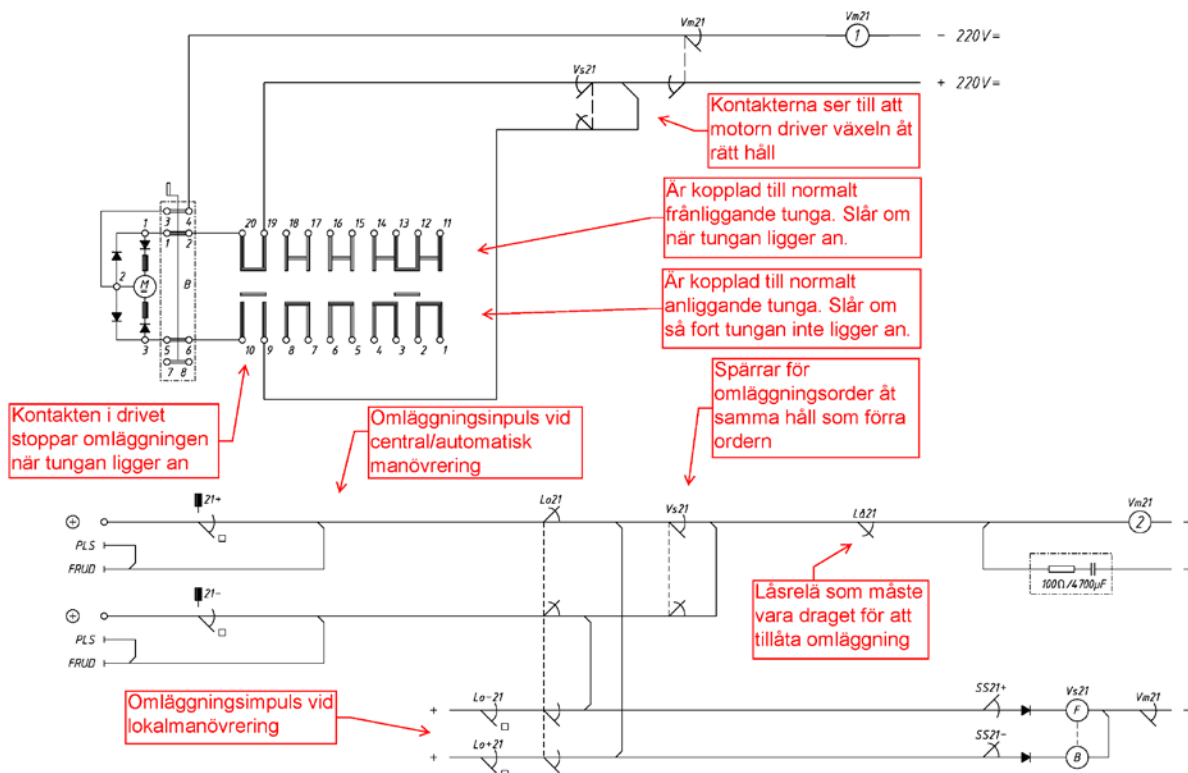 Vm21
Vm21
1
- 220V=
Vs21
+ 220V=
Kontakterna ser till att
motorn driver växeln åt
rätt håll
Är kopplad till normalt
frånliggande tunga. Slår om
när tungan ligger an.
3 4
1
1 2
20 19 18 17 16 15 14 13 12 11
2
M
B
Är kopplad till normalt
anliggande tunga. Slår om
så fort tungan inte ligger an.
3
5 6
7 8
10 9 8 7 6 5 4 3 2 1
Kontakten i drivet
stoppar omläggningen
när tungan ligger an
Omläggningsinpuls vid
central/automatisk
manövrering
Spärrar för
omläggningsorder åt
samma håll som förra
ordern
21+
Lo21
Vs21
Lå21
Vm21
+
2
-
PLS
FRUD
100Ω/4700μF
-
21-
+
PLS
FRUD
Låsrelä som måste
vara draget för att
tillåta omläggning
Omläggningsimpuls vid
lokalmanövrering
+ Lo-21
SS21+
Vs21
F
Vm21
-
+ Lo+21
SS21-
B